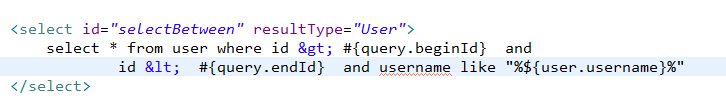 <select id="selectBetween" resultType="User">
select * from user where id &gt; #{query.beginId} and
id &lt; #{query.endId} and username like "%${user.username}%"
</select>